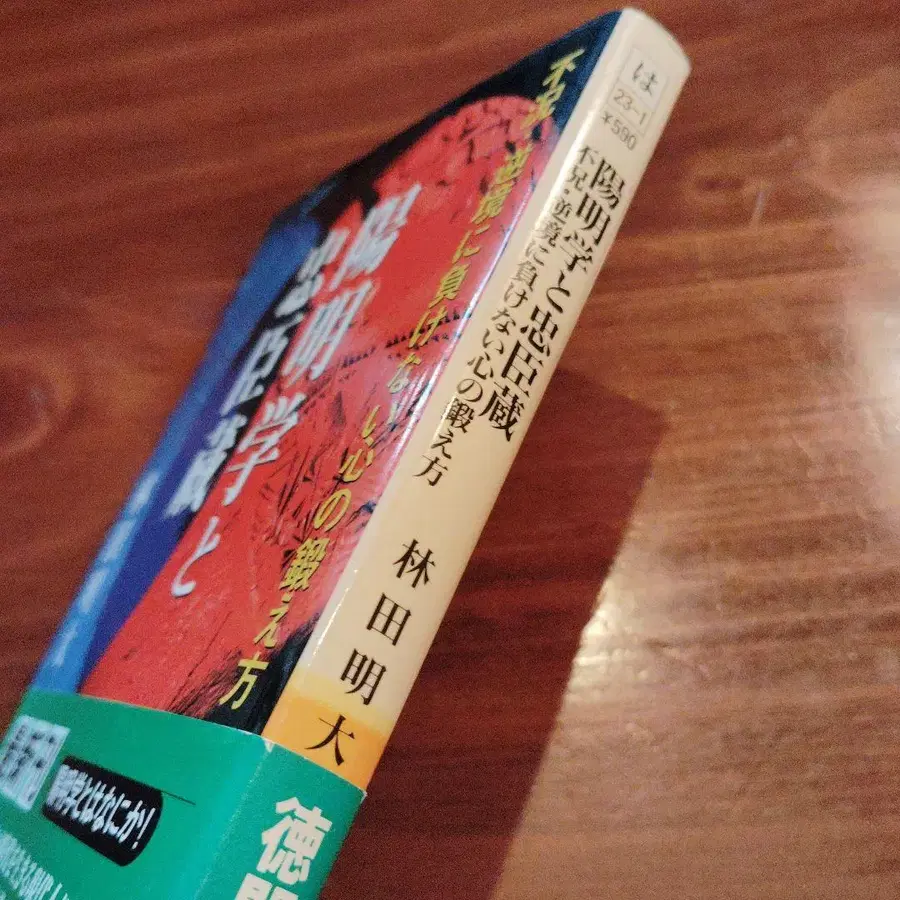 は
23-1
¥590
陽明学と忠臣蔵
不況・逆境に負けない心の鍛え方
林田明大
不況・逆境に負けない心の鍛え方
陽明学と
忠臣蔵
陽明学とはなにか!
徳間